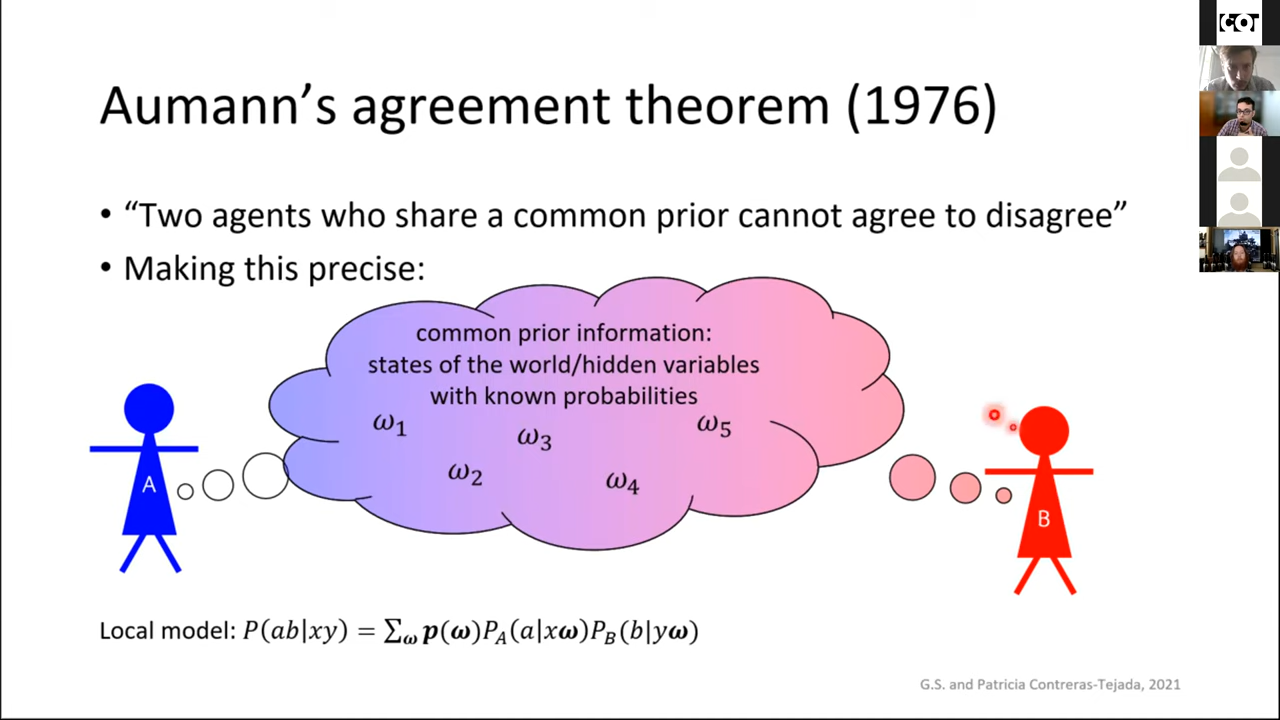 Aumann’s agreement theorem (1976)
• “Two agents who share a common prior cannot agree to disagree”
• Making this precise:
common prior information:
states of the world/hidden variables
with known probabilities
ω₁ ω₂ ω₃ ω₄ ω₅
A
B
Local model: P(ab|xy) = ∑_ω p(ω)P_A(a|xω)P_B(b|yω)
G.S. and Patricia Contreras-Tejada, 2021